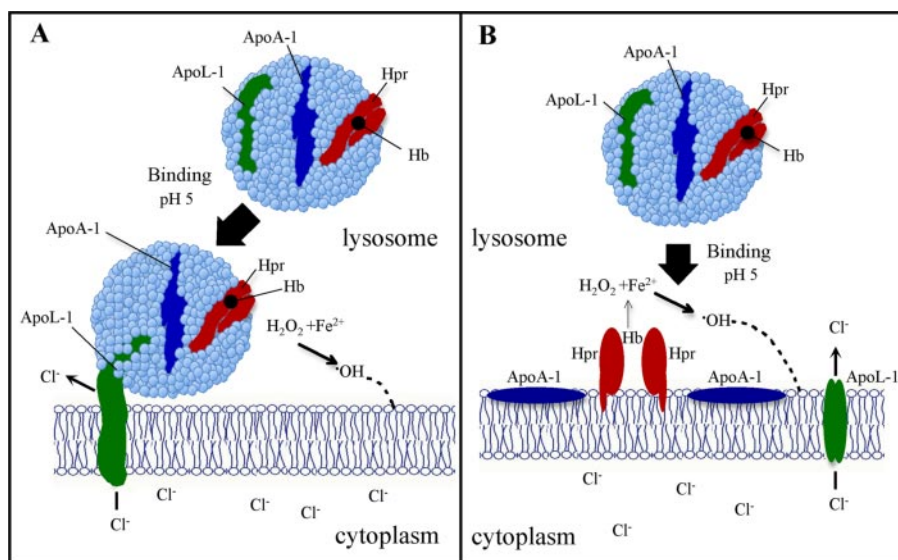 A
ApoA-1
ApoL-1
Hpr
Hb
Binding
pH 5
lysosome
ApoA-1
Hpr
Hb
ApoL-1
H₂O₂ +Fe²⁺
·OH
Cl⁻
Cl⁻
Cl⁻
Cl⁻
Cl⁻
Cl⁻
cytoplasm
B
ApoA-1
ApoL-1
Hpr
Hb
lysosome
Binding
pH 5
H₂O₂ +Fe²⁺
·OH
Cl⁻
Hb
Hpr
Hpr
ApoA-1
ApoA-1
ApoL-1
Cl⁻
Cl⁻
Cl⁻
Cl⁻
Cl⁻
Cl⁻
cytoplasm